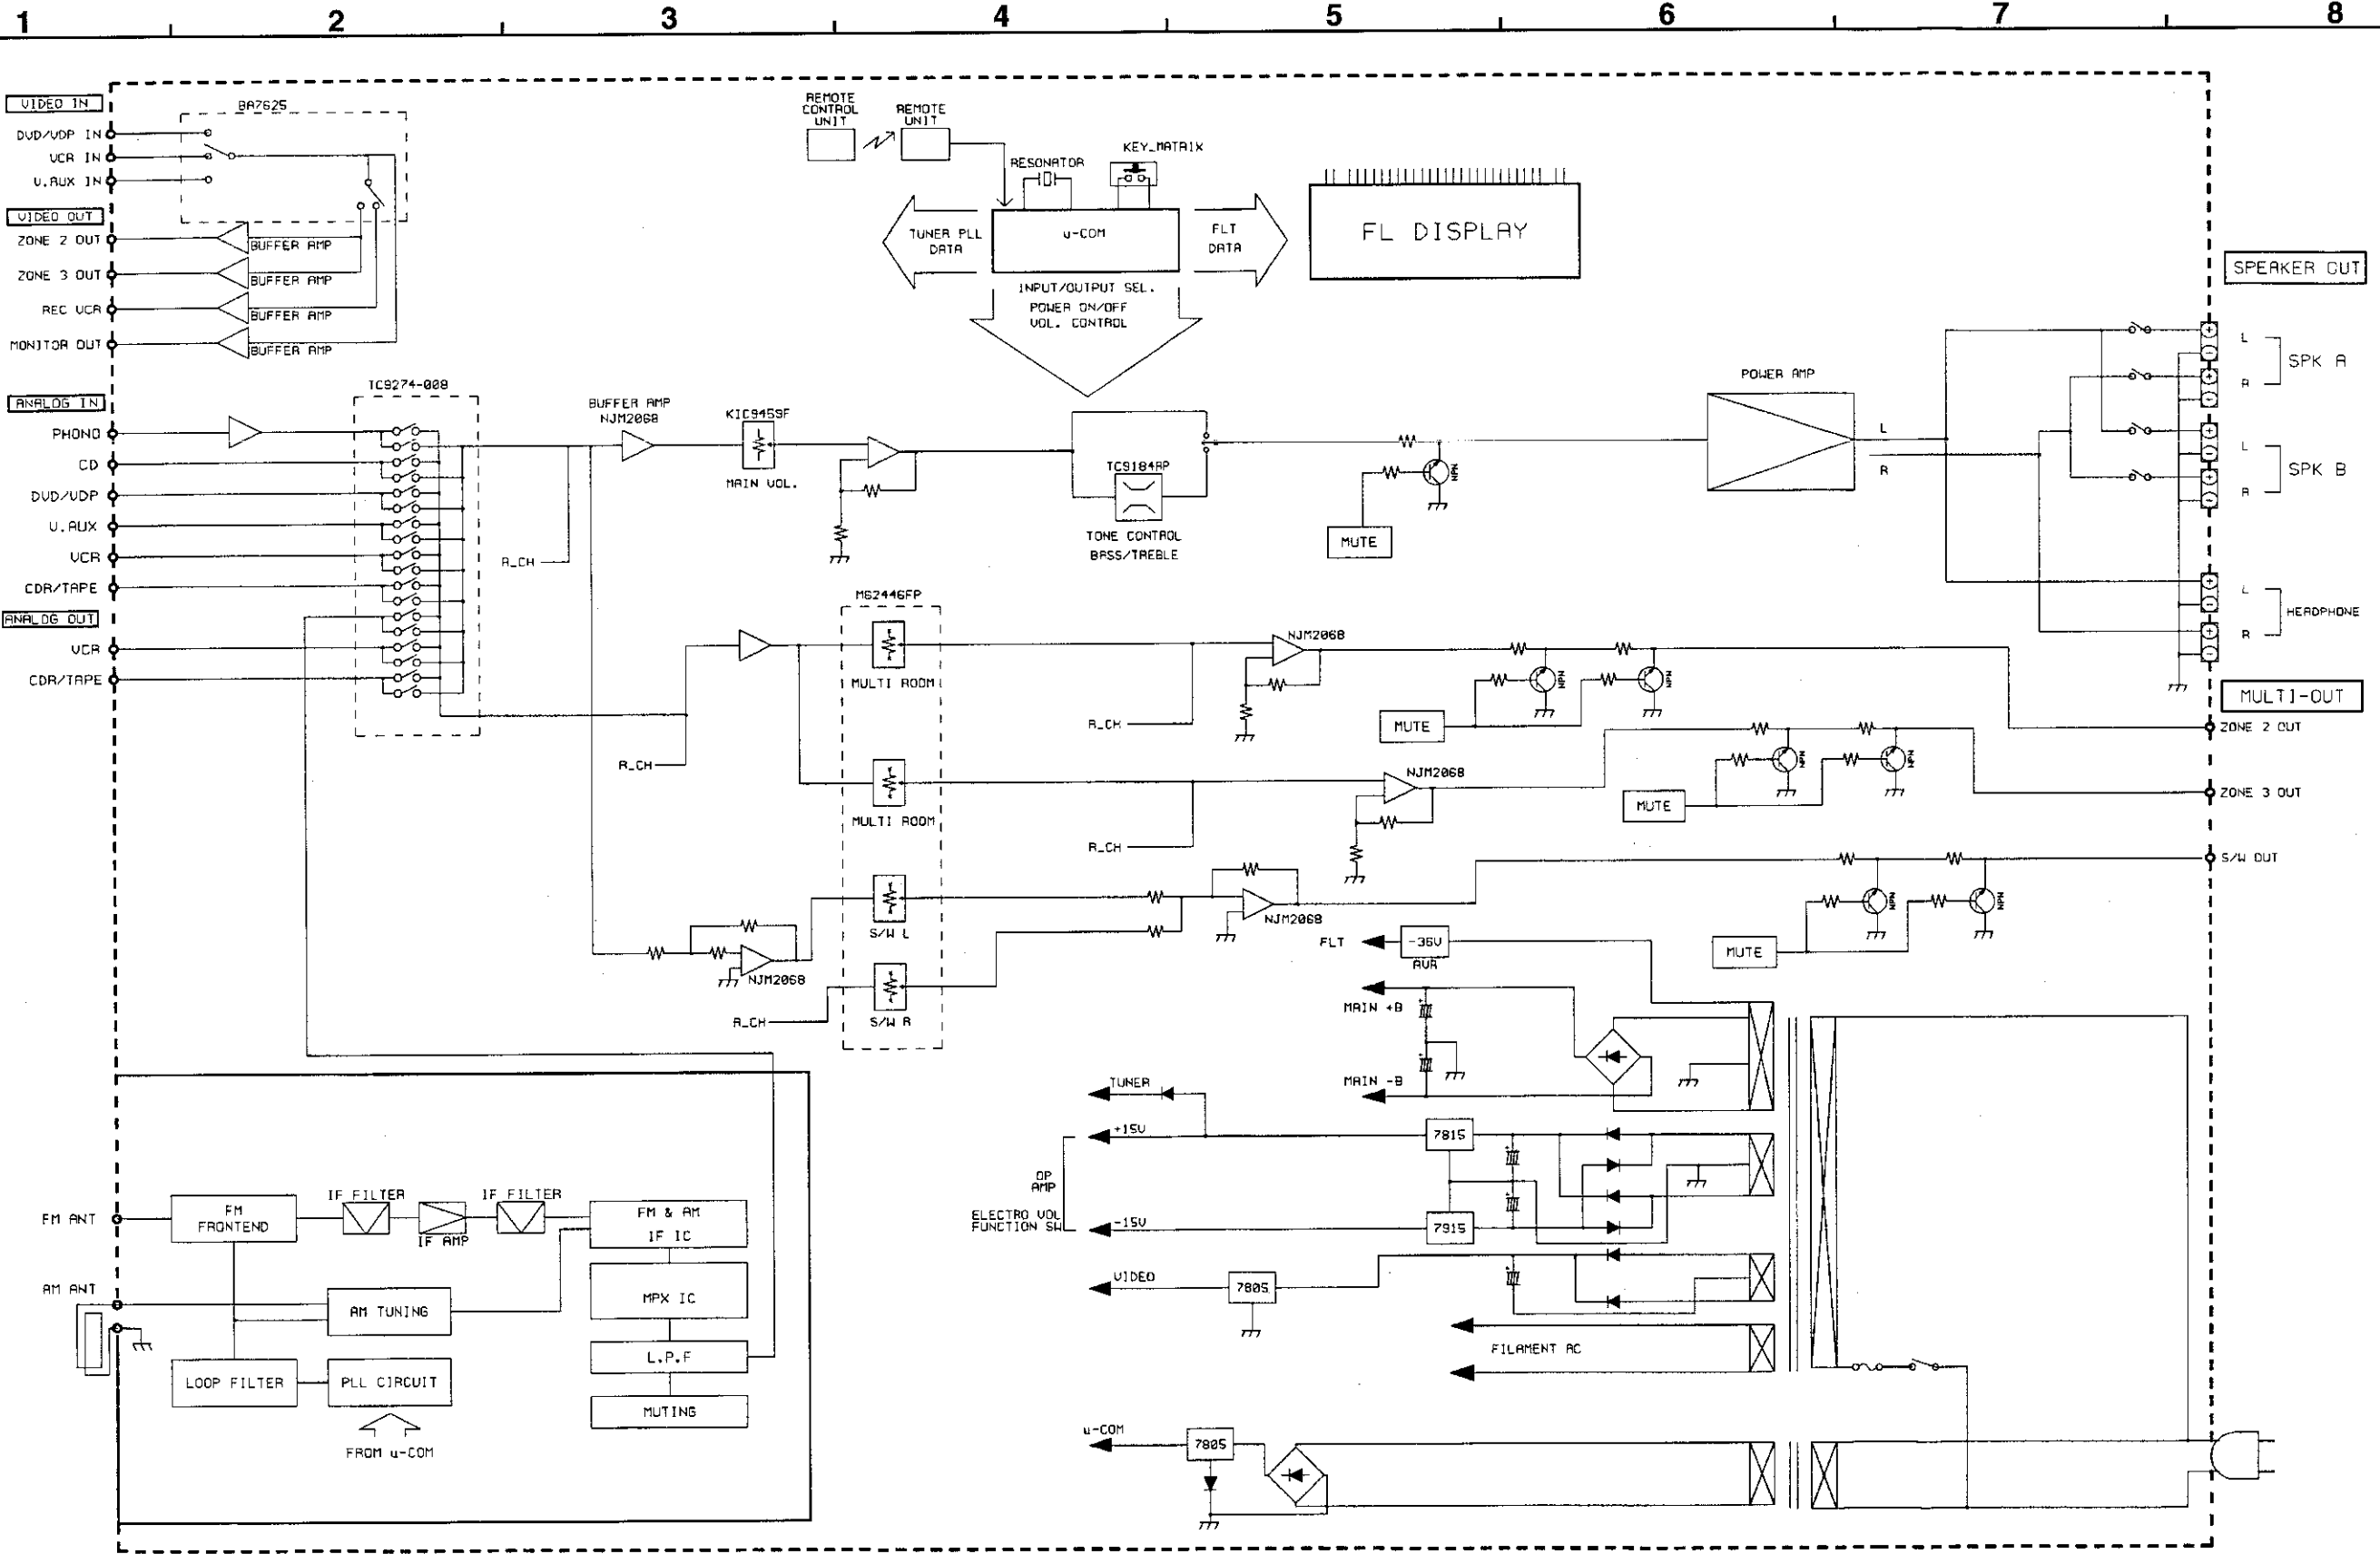 1 2 3 4 5 6 7 8
VIDEO IN
DVD/VDP IN
VCR IN
V.AUX IN
BA7625
VIDEO OUT
ZONE 2 OUT
ZONE 3 OUT
REC VCR
MONITOR OUT
BUFFER AMP
BUFFER AMP
BUFFER AMP
BUFFER AMP
REMOTE
CONTROL
UNIT
REMOTE
UNIT
RESONATOR
KEY_MATRIX
TUNER PLL
DATA
u-COM
FLT
DATA
FL DISPLAY
INPUT/OUTPUT SEL.
POWER ON/OFF
VOL. CONTROL
SPEAKER OUT
L
R
SPK A
L
R
SPK B
L
R
HEADPHONE
ANALOG IN
PHONO
CD
DVD/VDP
V.AUX
VCR
CDR/TAPE
ANALOG OUT
VCR
CDR/TAPE
TC9274-008
BUFFER AMP
NJM2068
KIC9459F
MAIN VOL.
R_CH
TC9184AP
TONE CONTROL
BASS/TREBLE
MUTE
NPN
POWER AMP
L
R
M62446FP
MULTI ROOM
R_CH
NJM2068
R_CH
MUTE
NPN
NPN
MULTI-OUT
ZONE 2 OUT
MULTI ROOM
R_CH
NJM2068
MUTE
NPN
NPN
ZONE 3 OUT
S/W L
NJM2068
S/W R
R_CH
NJM2068
MUTE
NPN
NPN
S/W OUT
FLT
-36V
AVR
MAIN +B
MAIN -B
TUNER
+15V
7815
OP
AMP
ELECTRO VOL
FUNCTION SW
-15V
7915
VIDEO
7805
FILAMENT AC
u-COM
7805
FM ANT
FM
FRONTEND
IF FILTER
IF AMP
IF FILTER
FM & AM
IF IC
AM ANT
AM TUNING
MPX IC
L.P.F
LOOP FILTER
PLL CIRCUIT
MUTING
FROM u-COM